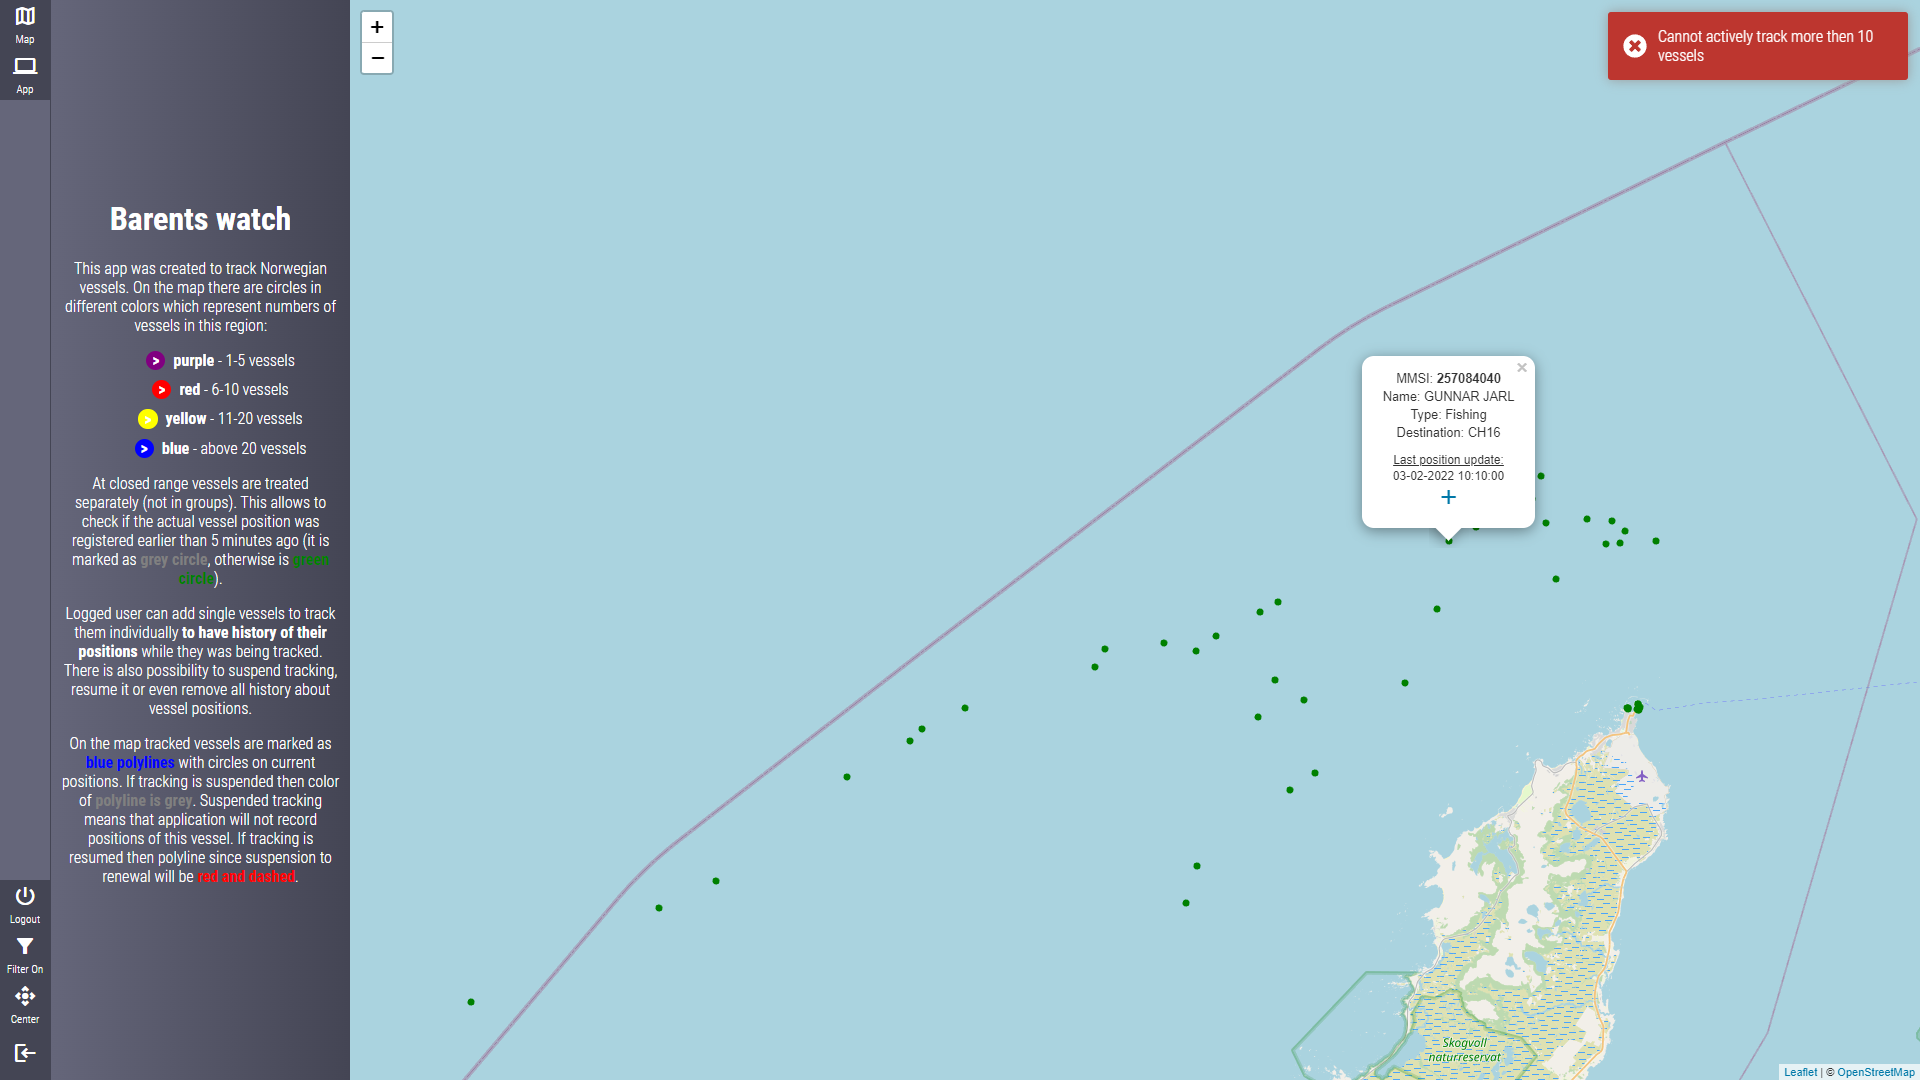 Map
App
Barents watch
This app was created to track Norwegian
vessels. On the map there are circles in
different colors which represent numbers of
vessels in this region:
> purple - 1-5 vessels
> red - 6-10 vessels
> yellow - 11-20 vessels
> blue - above 20 vessels
At closed range vessels are treated
separately (not in groups). This allows to
check if the actual vessel position was
registered earlier than 5 minutes ago (it is
marked as grey circle, otherwise is green
circle).
Logged user can add single vessels to track
them individually to have history of their
positions while they was being tracked.
There is also possibility to suspend tracking,
resume it or even remove all history about
vessel positions.
On the map tracked vessels are marked as
blue polylines with circles on current
positions. If tracking is suspended then color
of polyline is grey. Suspended tracking
means that application will not record
positions of this vessel. If tracking is
resumed then polyline since suspension to
renewal will be red and dashed.
Logout
Filter On
Center
+
−
Cannot actively track more then 10
vessels
×
MMSI: 257084040
Name: GUNNAR JARL
Type: Fishing
Destination: CH16
Last position update:
03-02-2022 10:10:00
+
Skogvoll
naturreservat
Leaflet | © OpenStreetMap